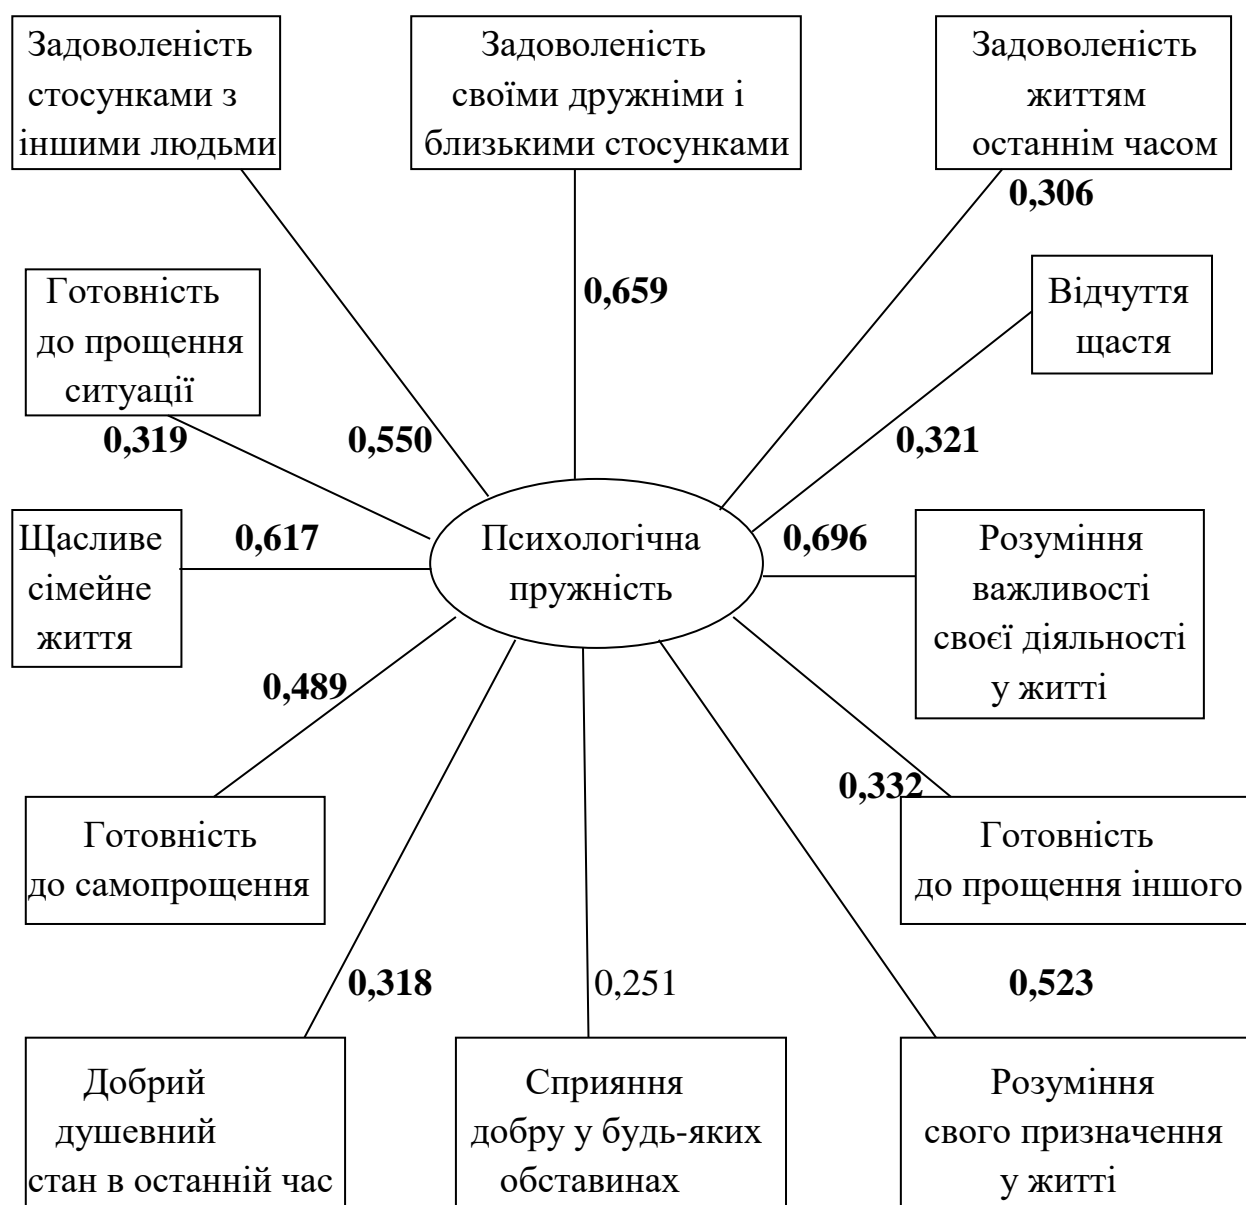 Задоволеність
стосунками з
іншими людьми
Задоволеність
своїми дружніми і
близькими стосунками
Задоволеність
життям
останнім часом
0,306
Готовність
до прощення
ситуації
0,659
Відчуття
щастя
0,319
0,550
0,321
Щасливе
сімейне
життя
0,617
Психологічна
пружність
0,696
Розуміння
важливості
своєї діяльності
у житті
0,489
0,332
Готовність
до самопрощення
Готовність
до прощення іншого
0,318
0,251
0,523
Добрий
душевний
стан в останній час
Сприяння
добру у будь-яких
обставинах
Розуміння
свого призначення
у житті